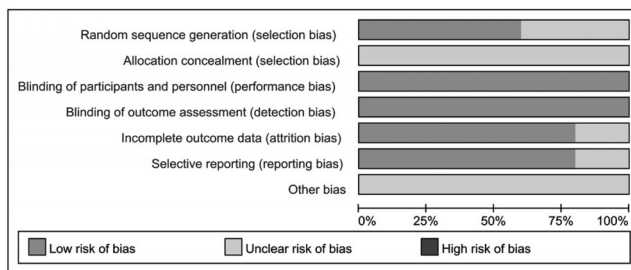 Random sequence generation (selection bias)
Allocation concealment (selection bias)
Blinding of participants and personnel (performance bias)
Blinding of outcome assessment (detection bias)
Incomplete outcome data (attrition bias)
Selective reporting (reporting bias)
Other bias
0% 25% 50% 75% 100%
Low risk of bias Unclear risk of bias High risk of bias